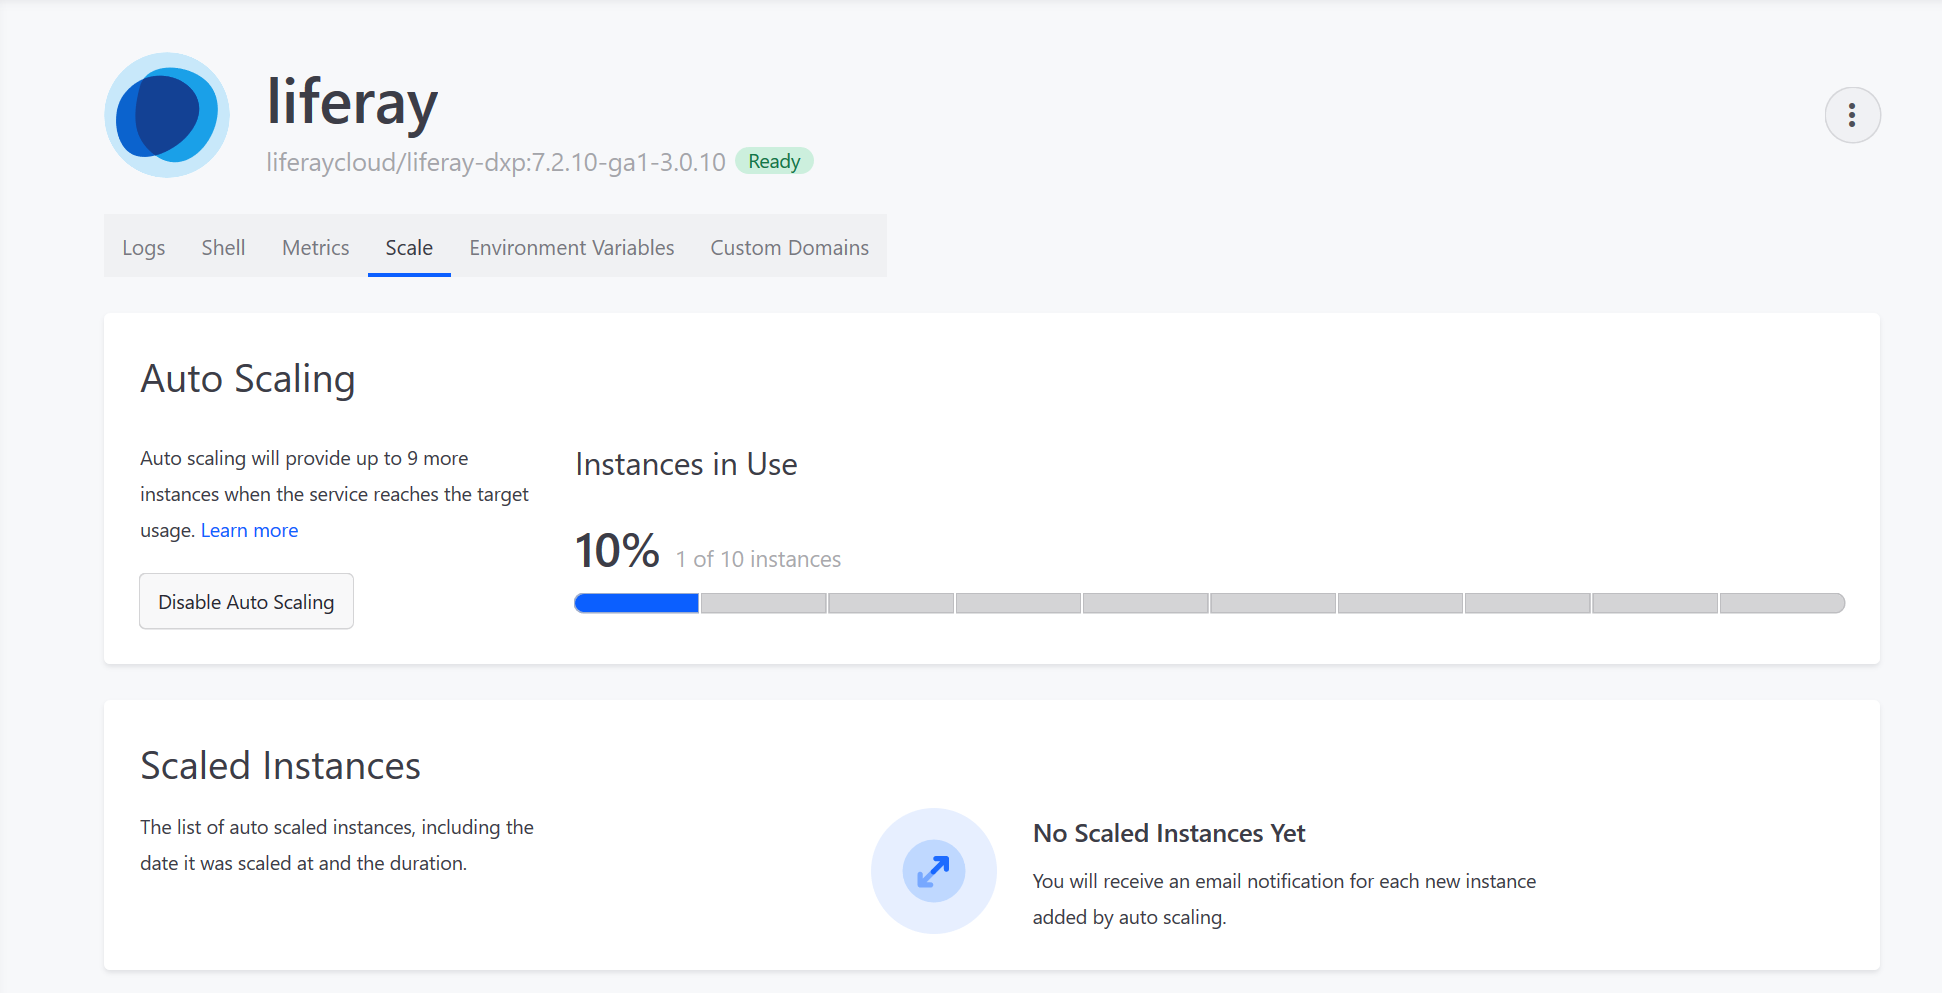 liferay
liferaycloud/liferay-dxp:7.2.10-ga1-3.0.10 Ready
Logs Shell Metrics Scale Environment Variables Custom Domains
Auto Scaling
Auto scaling will provide up to 9 more
instances when the service reaches the target
usage. Learn more
Disable Auto Scaling
Instances in Use
10% 1 of 10 instances
Scaled Instances
The list of auto scaled instances, including the
date it was scaled at and the duration.
No Scaled Instances Yet
You will receive an email notification for each new instance
added by auto scaling.